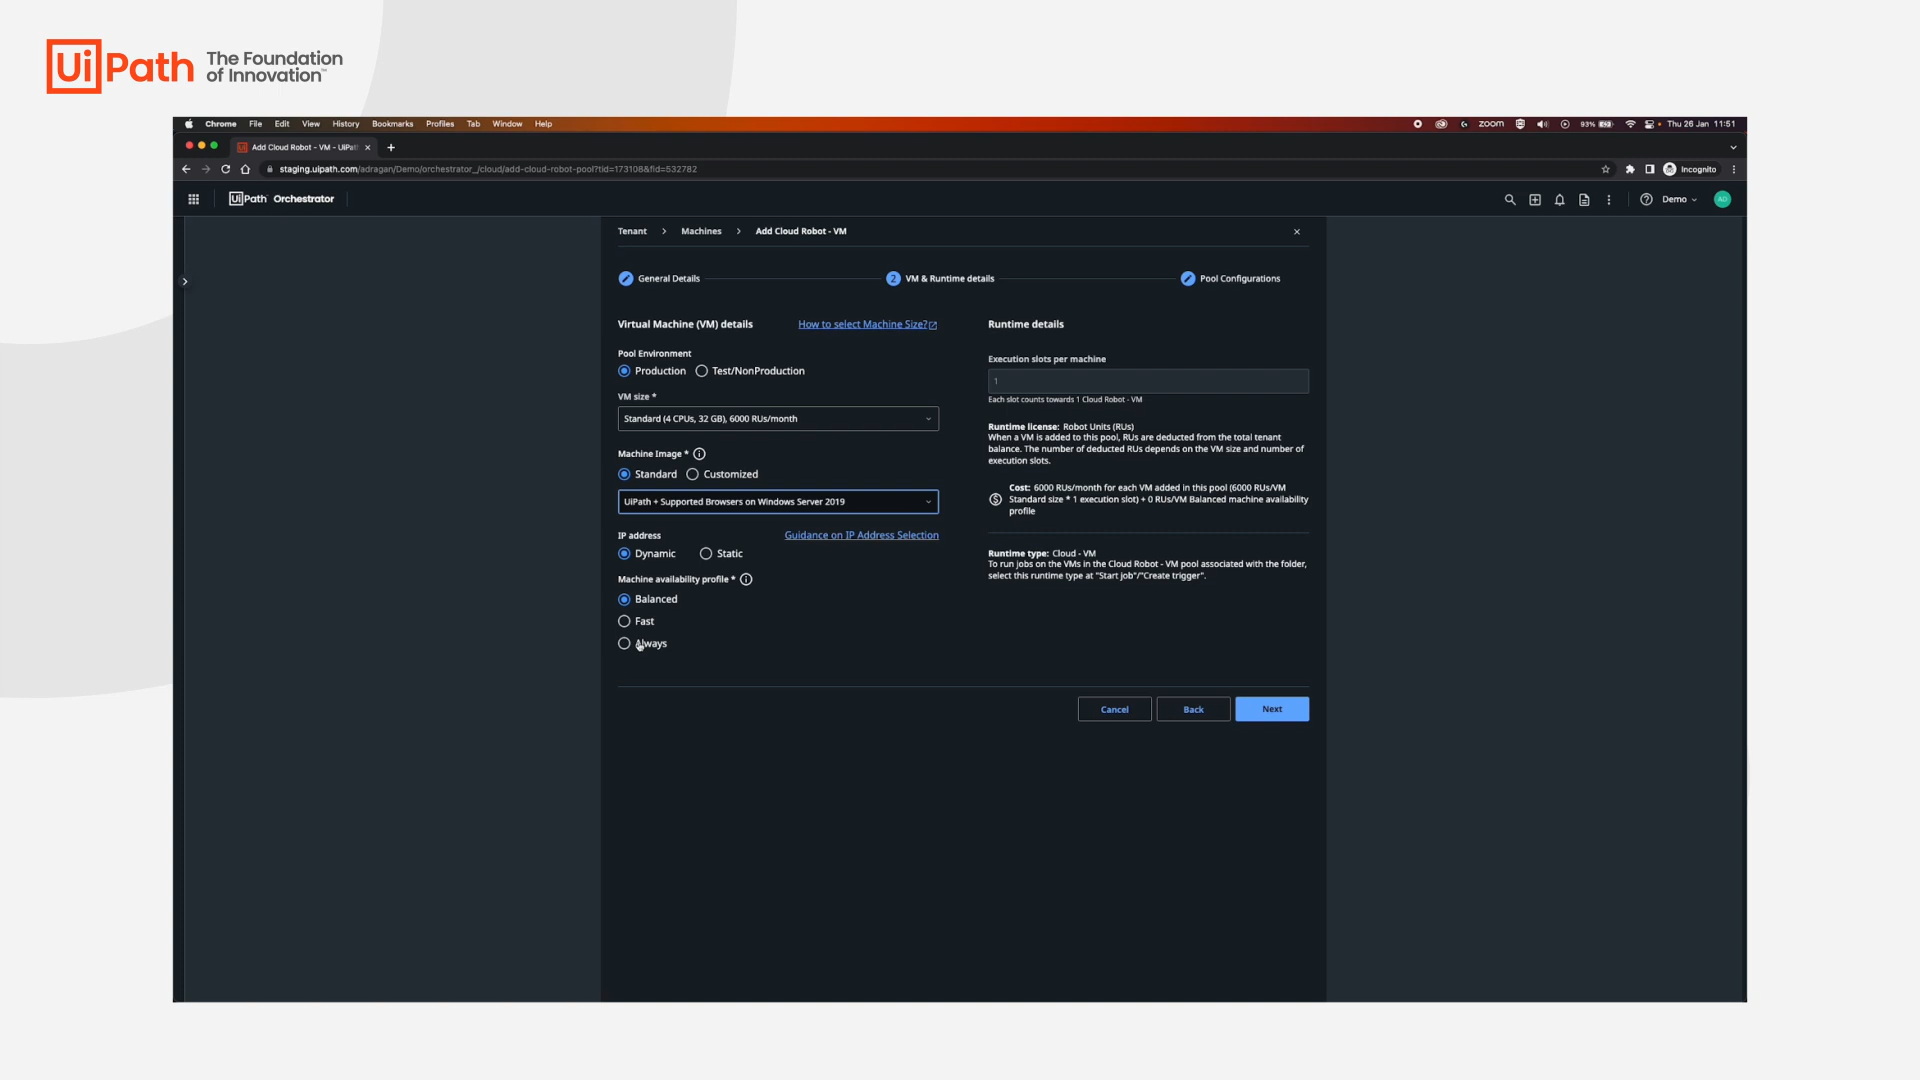 UiPath The Foundation
of Innovation™
Chrome File Edit View History Bookmarks Profiles Tab Window Help
zoom 93% Thu 26 Jan 11:51
Add Cloud Robot - VM - UiPat
staging.uipath.com/adragan/Demo/orchestrator_/cloud/add-cloud-robot-pool?tid=173108&fid=532782
Incognito
UiPath Orchestrator
Demo
AD
Tenant > Machines > Add Cloud Robot - VM
General Details
2 VM & Runtime details
Pool Configurations
Virtual Machine (VM) details
How to select Machine Size?
Pool Environment
Production Test/NonProduction
VM size *
Standard (4 CPUs, 32 GB), 6000 RUs/month
Machine Image *
Standard Customized
UiPath + Supported Browsers on Windows Server 2019
IP address
Guidance on IP Address Selection
Dynamic Static
Machine availability profile *
Balanced
Fast
Always
Runtime details
Execution slots per machine
1
Each slot counts towards 1 Cloud Robot - VM
Runtime license: Robot Units (RUs)
When a VM is added to this pool, RUs are deducted from the total tenant
balance. The number of deducted RUs depends on the VM size and number of
execution slots.
Cost: 6000 RUs/month for each VM added in this pool (6000 RUs/VM
Standard size * 1 execution slot) + 0 RUs/VM Balanced machine availability
profile
Runtime type: Cloud - VM
To run jobs on the VMs in the Cloud Robot - VM pool associated with the folder,
select this runtime type at "Start job"/"Create trigger".
Cancel Back Next